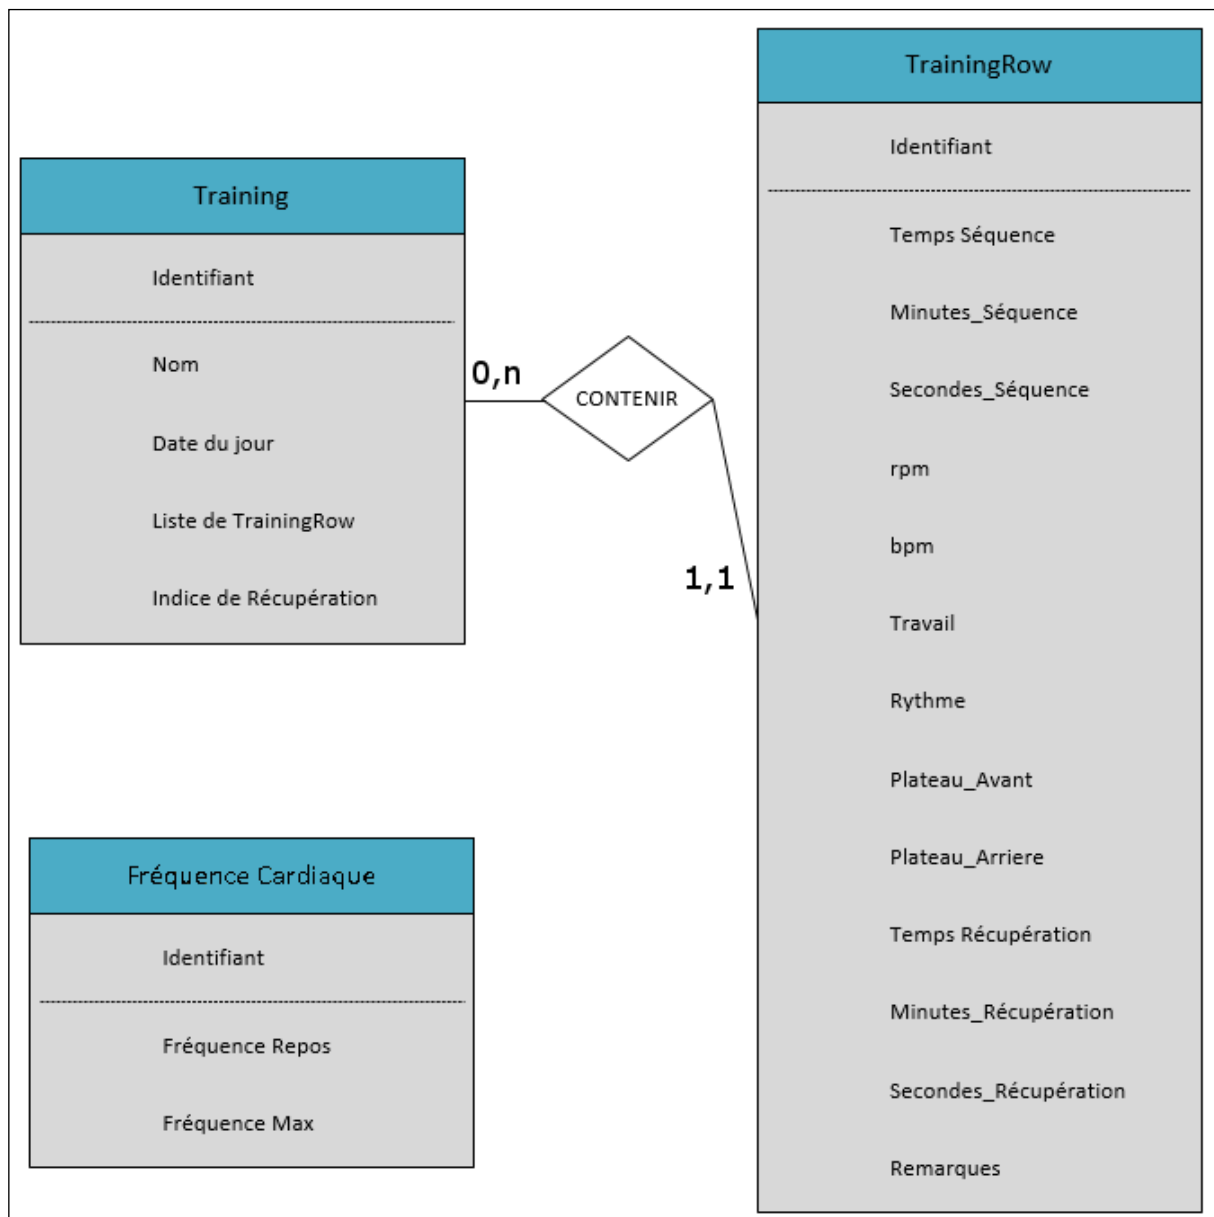 Training
Identifiant
Nom
Date du jour
Liste de TrainingRow
Indice de Récupération
0,n
CONTENIR
1,1
TrainingRow
Identifiant
Temps Séquence
Minutes_Séquence
Secondes_Séquence
rpm
bpm
Travail
Rythme
Plateau_Avant
Plateau_Arriere
Temps Récupération
Minutes_Récupération
Secondes_Récupération
Remarques
Fréquence Cardiaque
Identifiant
Fréquence Repos
Fréquence Max